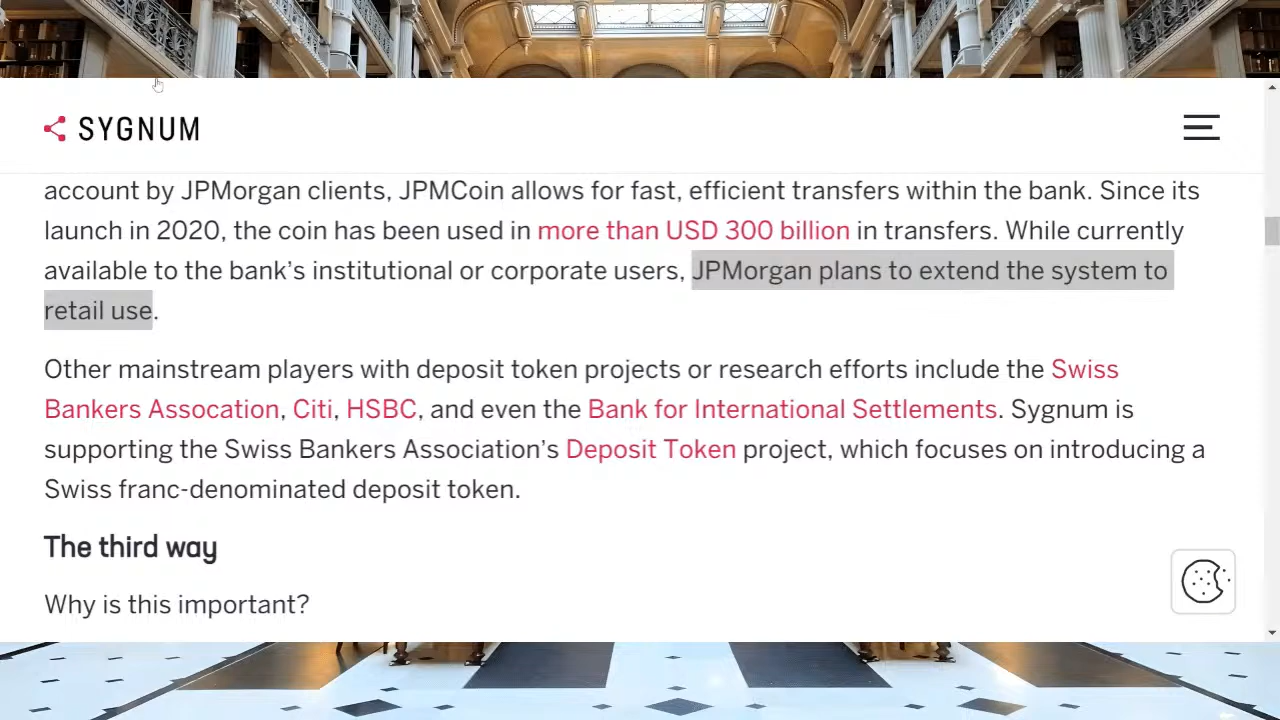 SYGNUM
account by JPMorgan clients, JPMCoin allows for fast, efficient transfers within the bank. Since its
launch in 2020, the coin has been used in more than USD 300 billion in transfers. While currently
available to the bank’s institutional or corporate users, JPMorgan plans to extend the system to
retail use.
Other mainstream players with deposit token projects or research efforts include the Swiss
Bankers Assocation, Citi, HSBC, and even the Bank for International Settlements. Sygnum is
supporting the Swiss Bankers Association’s Deposit Token project, which focuses on introducing a
Swiss franc-denominated deposit token.
The third way
Why is this important?